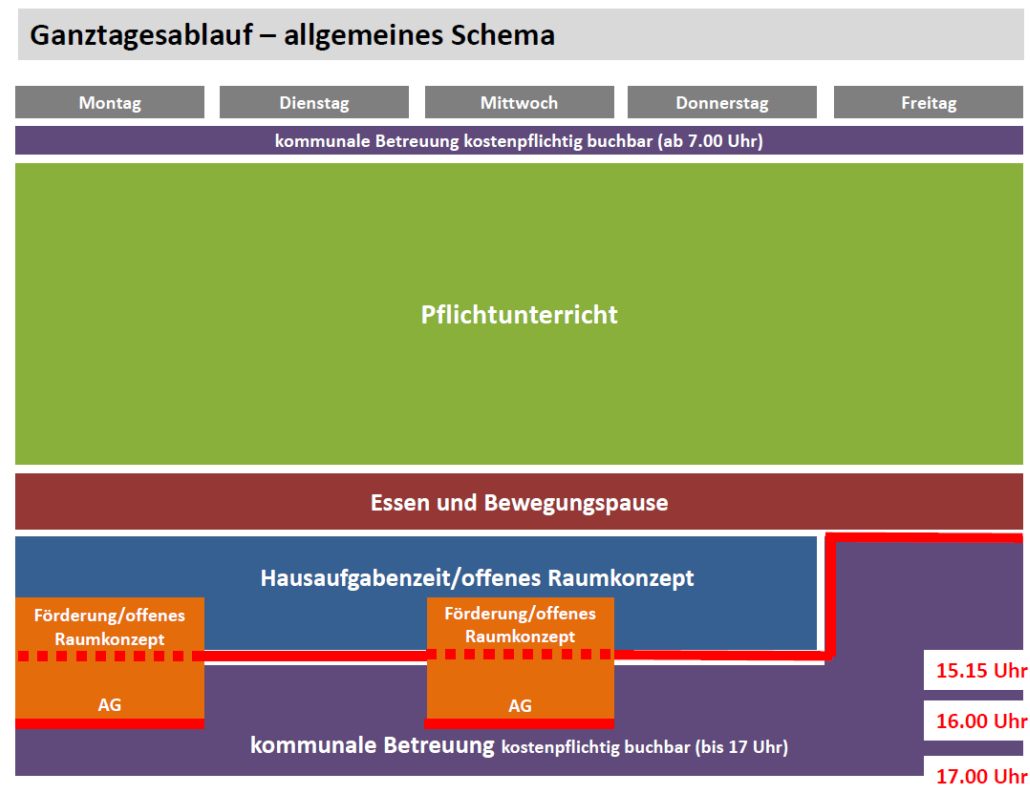 Ganztagesablauf – allgemeines Schema
Montag
Dienstag
Mittwoch
Donnerstag
Freitag
kommunale Betreuung kostenpflichtig buchbar (ab 7.00 Uhr)
Pflichtunterricht
Essen und Bewegungspause
Hausaufgabenzeit/offenes Raumkonzept
Förderung/offenes
Raumkonzept
Förderung/offenes
Raumkonzept
15.15 Uhr
AG
AG
16.00 Uhr
kommunale Betreuung kostenpflichtig buchbar (bis 17 Uhr)
17.00 Uhr